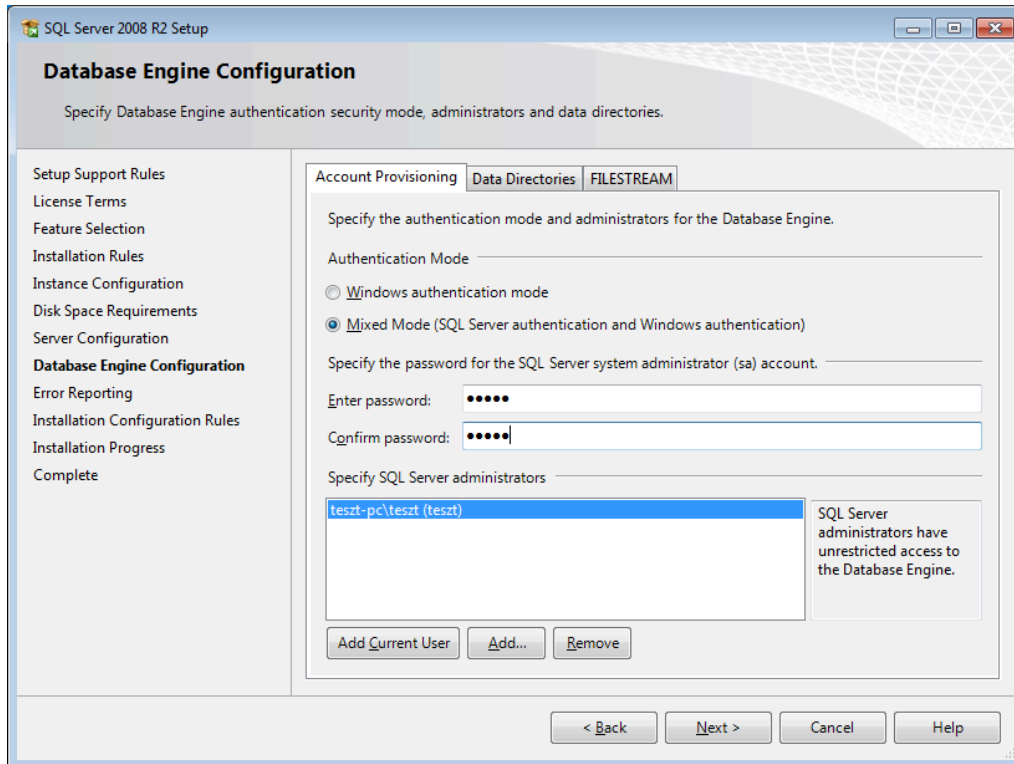 SQL Server 2008 R2 Setup
Database Engine Configuration
Specify Database Engine authentication security mode, administrators and data directories.
Setup Support Rules
License Terms
Feature Selection
Installation Rules
Instance Configuration
Disk Space Requirements
Server Configuration
Database Engine Configuration
Error Reporting
Installation Configuration Rules
Installation Progress
Complete
Account Provisioning Data Directories FILESTREAM
Specify the authentication mode and administrators for the Database Engine.
Authentication Mode
Windows authentication mode
Mixed Mode (SQL Server authentication and Windows authentication)
Specify the password for the SQL Server system administrator (sa) account.
Enter password: ●●●●●
Confirm password: ●●●●●
Specify SQL Server administrators
teszt-pc\teszt (teszt)
SQL Server
administrators have
unrestricted access to
the Database Engine.
Add Current User Add... Remove
< Back Next > Cancel Help